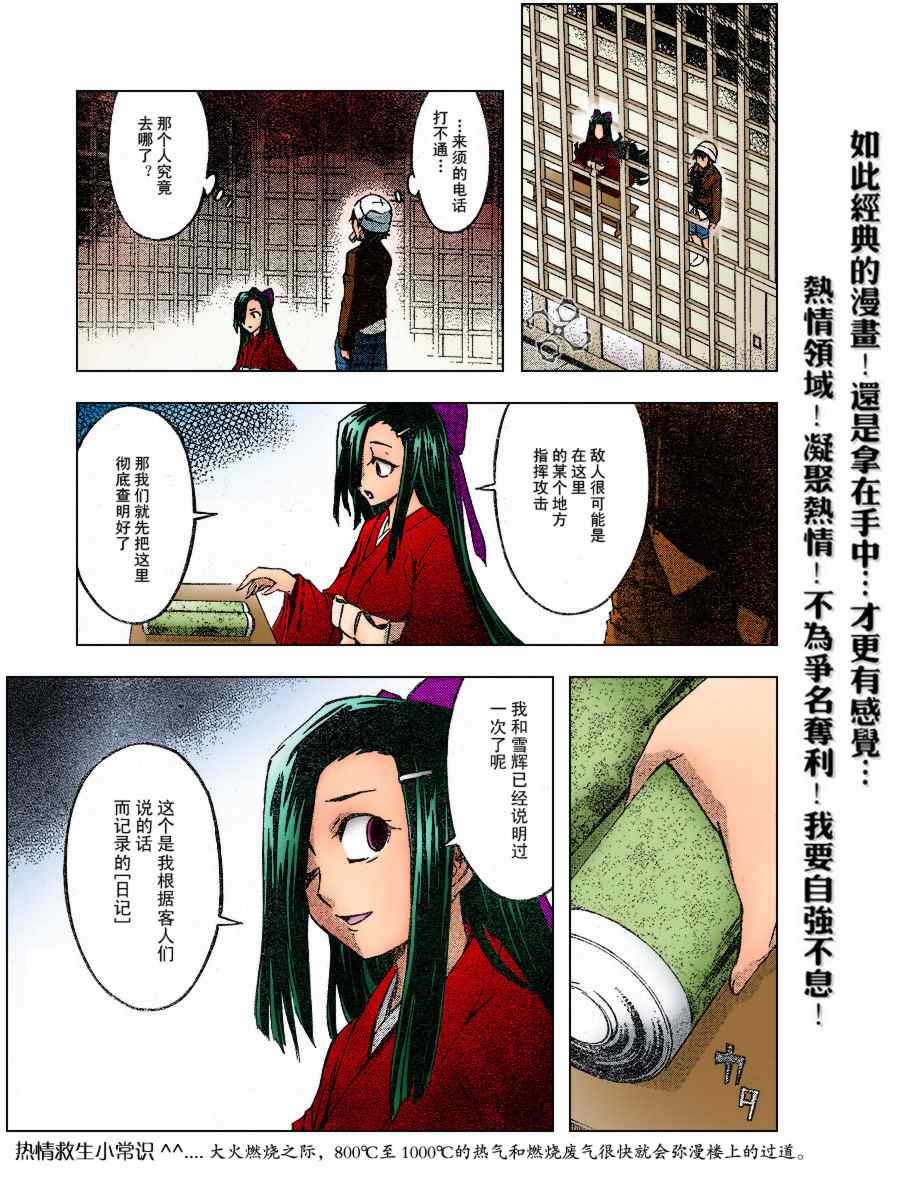 …来须的电话
打不通…
那个人究竟
去哪了？
敌人很可能是
在这里
的某个地方
指挥攻击
那我们就先把这里
彻底查明好了
我和雪辉已经说明过
一次了呢
这个是我根据客人们
说的话
而记录的[日记]
カタ
如此經典的漫畫！還是拿在手中…才更有感覺…
熱情領域！凝聚熱情！不為爭名奪利！我要自強不息！
热情救生小常识 ^^.... 大火燃烧之际，800℃至1000℃的热气和燃烧废气很快就会弥漫楼上的过道。